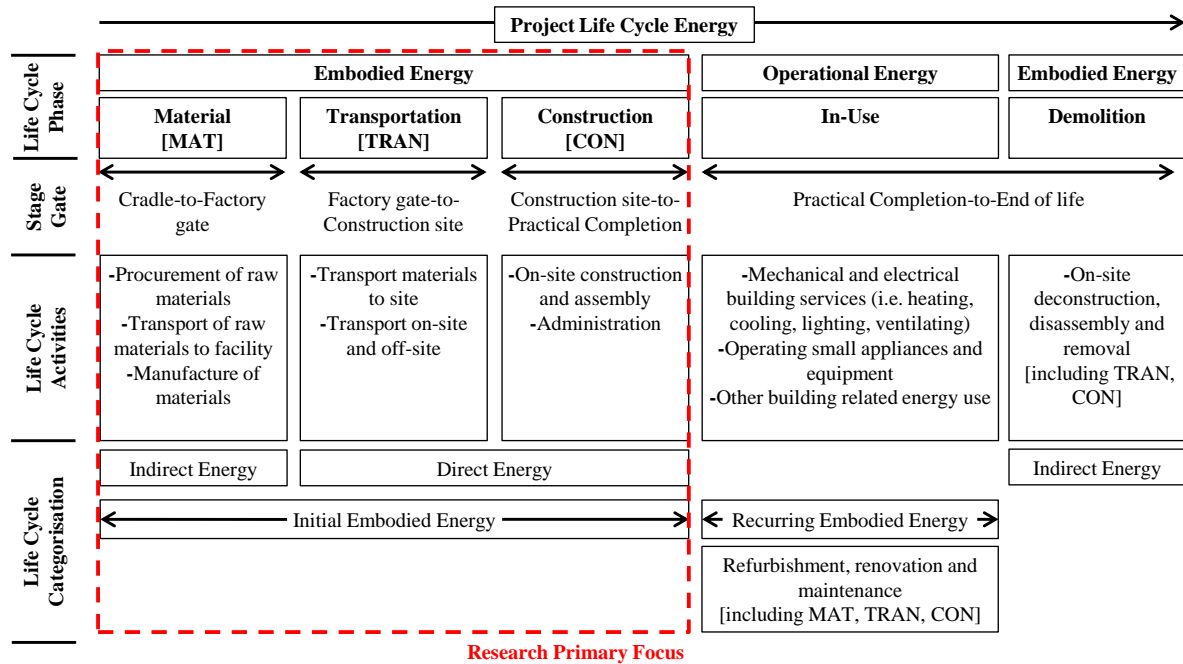 Project Life Cycle Energy
Life Cycle
Phase
Embodied Energy
Operational Energy
Embodied Energy
Material
[MAT]
Transportation
[TRAN]
Construction
[CON]
In-Use
Demolition
Stage
Gate
Cradle-to-Factory
gate
Factory gate-to-
Construction site
Construction site-to-
Practical Completion
Practical Completion-to-End of life
Life Cycle
Activities
-Procurement of raw
materials
-Transport of raw
materials to facility
-Manufacture of
materials
-Transport materials
to site
-Transport on-site
and off-site
-On-site construction
and assembly
-Administration
-Mechanical and electrical
building services (i.e. heating,
cooling, lighting, ventilating)
-Operating small appliances and
equipment
-Other building related energy use
-On-site
deconstruction,
disassembly and
removal
[including TRAN,
CON]
Life Cycle
Categorisation
Indirect Energy
Direct Energy
Indirect Energy
Initial Embodied Energy
Recurring Embodied Energy
Refurbishment, renovation and
maintenance
[including MAT, TRAN, CON]
Research Primary Focus